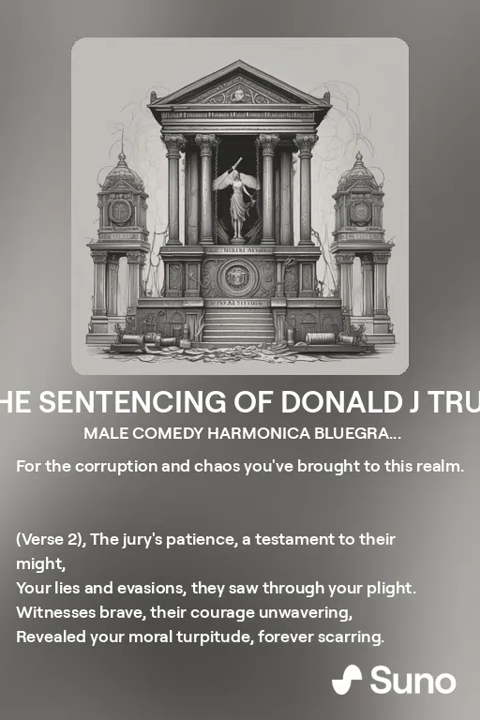 HE SENTENCING OF DONALD J TRU
MALE COMEDY HARMONICA BLUEGRA...
For the corruption and chaos you've brought to this realm.
(Verse 2), The jury's patience, a testament to their
might,
Your lies and evasions, they saw through your plight.
Witnesses brave, their courage unwavering,
Revealed your moral turpitude, forever scarring.
Suno